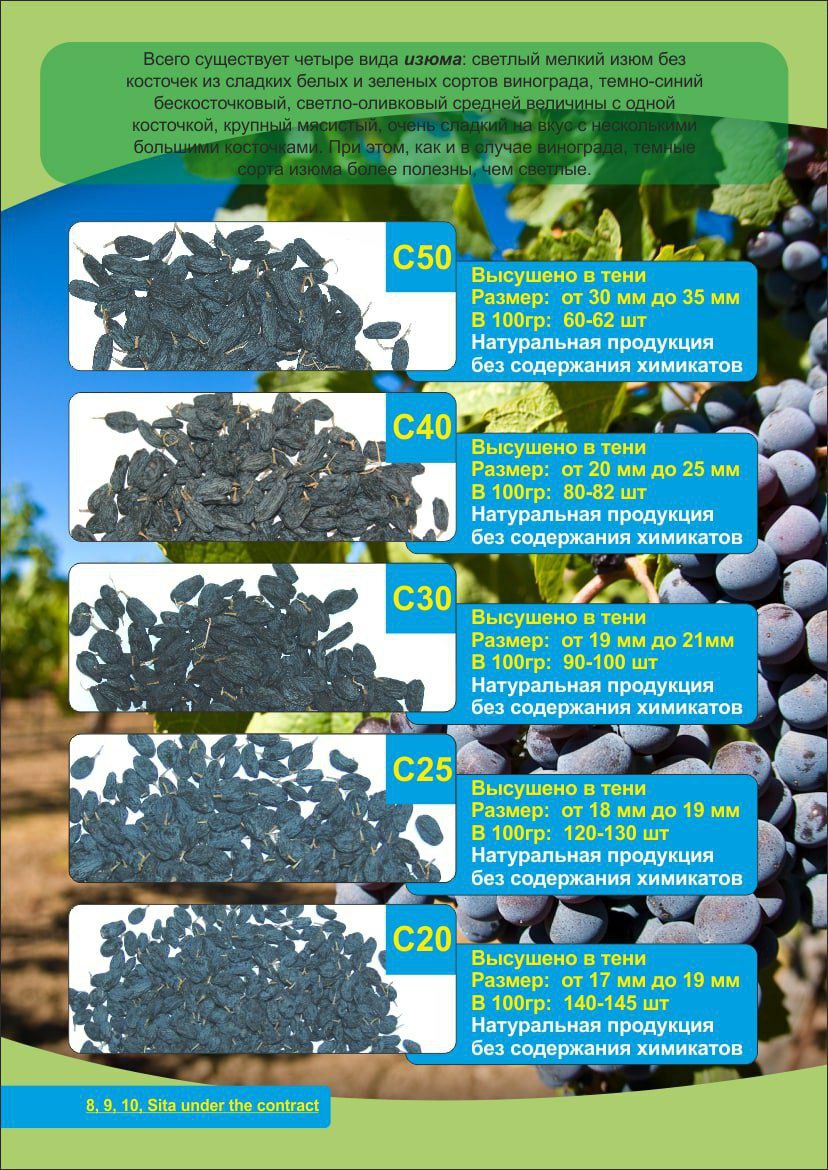 Всего существует четыре вида изюма: светлый мелкий изюм без
косточек из сладких белых и зеленых сортов винограда, темно-синий
бескосточковый, светло-оливковый средней величины с одной
косточкой, крупный мясистый, очень сладкий на вкус с несколькими
большими косточками. При этом, как и в случае винограда, темные
сорта изюма более полезны, чем светлые.
C50
Высушено в тени
Размер: от 30 мм до 35 мм
В 100гр: 60-62 шт
Натуральная продукция
без содержания химикатов
C40
Высушено в тени
Размер: от 20 мм до 25 мм
В 100гр: 80-82 шт
Натуральная продукция
без содержания химикатов
C30
Высушено в тени
Размер: от 19 мм до 21мм
В 100гр: 90-100 шт
Натуральная продукция
без содержания химикатов
C25
Высушено в тени
Размер: от 18 мм до 19 мм
В 100гр: 120-130 шт
Натуральная продукция
без содержания химикатов
C20
Высушено в тени
Размер: от 17 мм до 19 мм
В 100гр: 140-145 шт
Натуральная продукция
без содержания химикатов
8, 9, 10, Sita under the contract